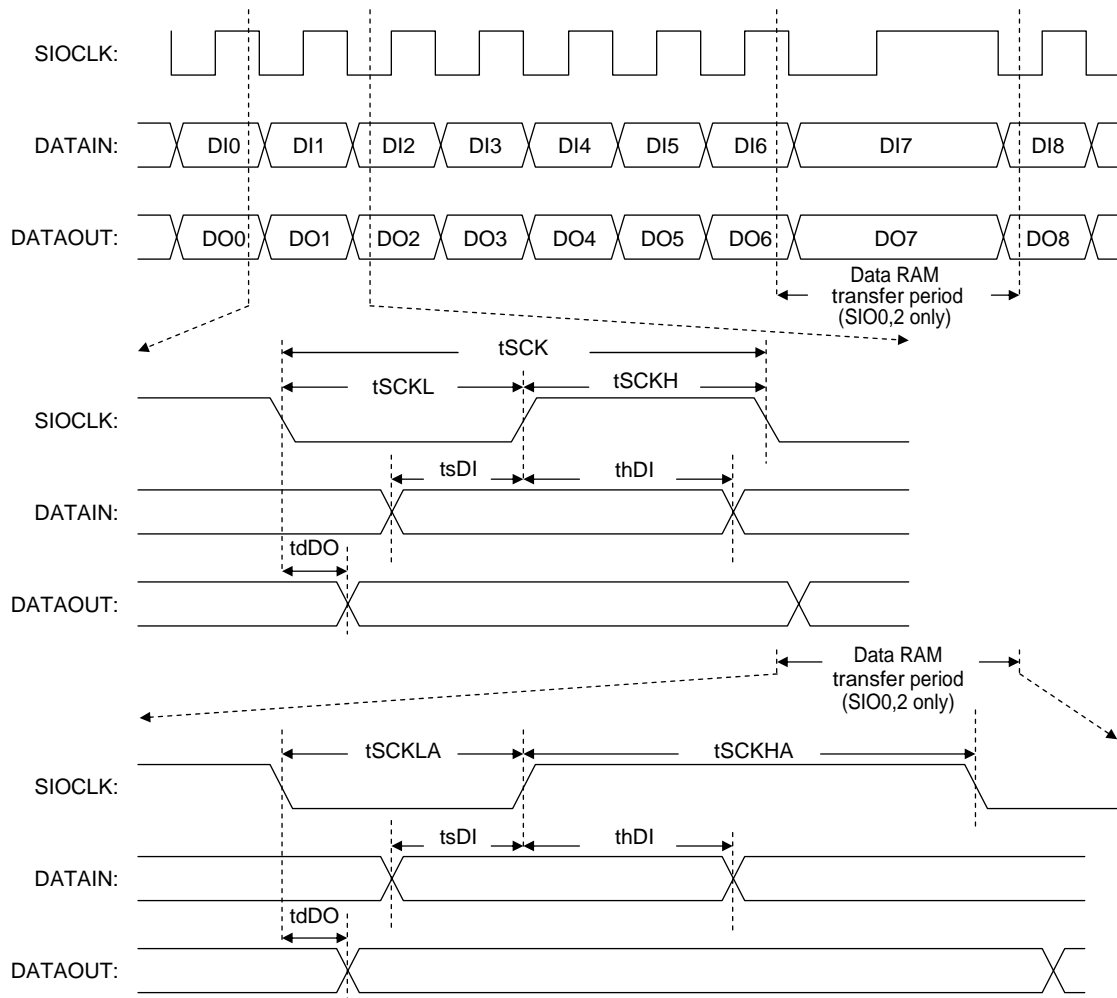 SIOCLK:
DATAIN: DI0 DI1 DI2 DI3 DI4 DI5 DI6 DI7 DI8
DATAOUT: DO0 DO1 DO2 DO3 DO4 DO5 DO6 DO7 DO8
Data RAM
transfer period
(SIO0,2 only)
tSCK
tSCKL tSCKH
SIOCLK:
tsDI thDI
DATAIN:
tdDO
DATAOUT:
Data RAM
transfer period
(SIO0,2 only)
tSCKLA tSCKHA
SIOCLK:
tsDI thDI
DATAIN:
tdDO
DATAOUT: